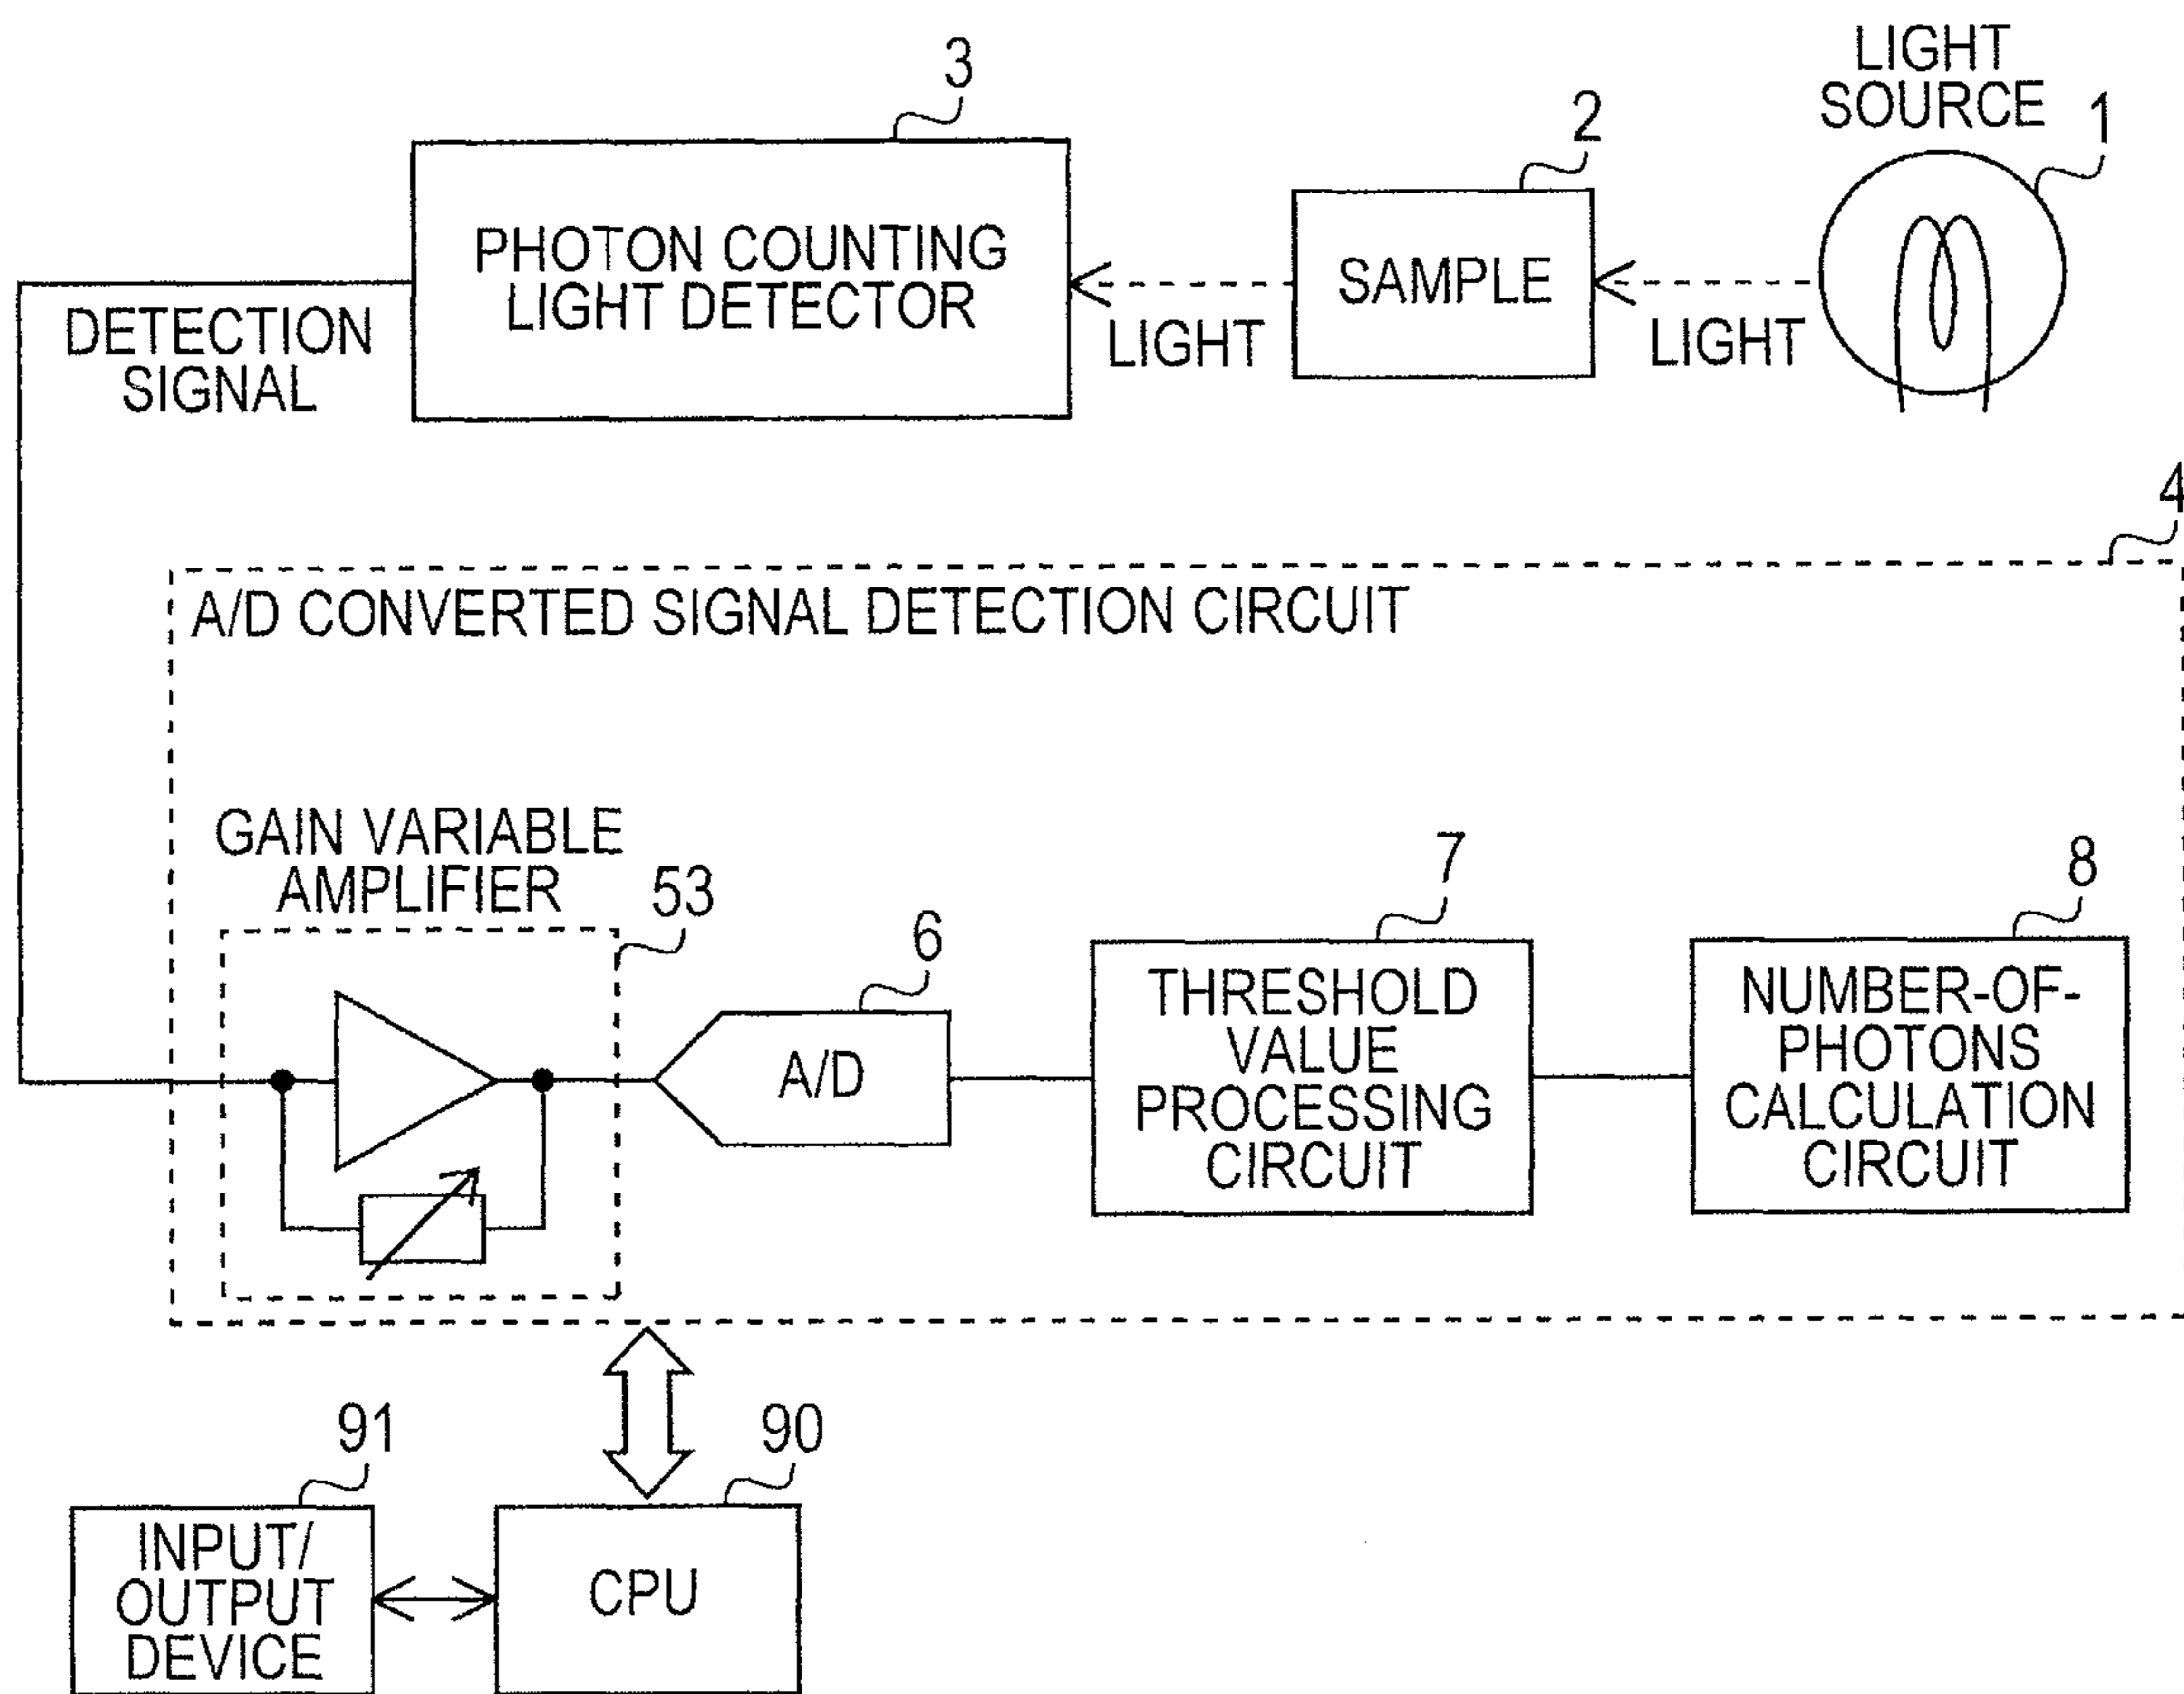 LIGHT
SOURCE
1
2
3
PHOTON COUNTING
LIGHT DETECTOR
SAMPLE
LIGHT
LIGHT
DETECTION
SIGNAL
4
A/D CONVERTED SIGNAL DETECTION CIRCUIT
GAIN VARIABLE
AMPLIFIER
53
6
A/D
7
THRESHOLD
VALUE
PROCESSING
CIRCUIT
8
NUMBER-OF-
PHOTONS
CALCULATION
CIRCUIT
91
INPUT/
OUTPUT
DEVICE
90
CPU